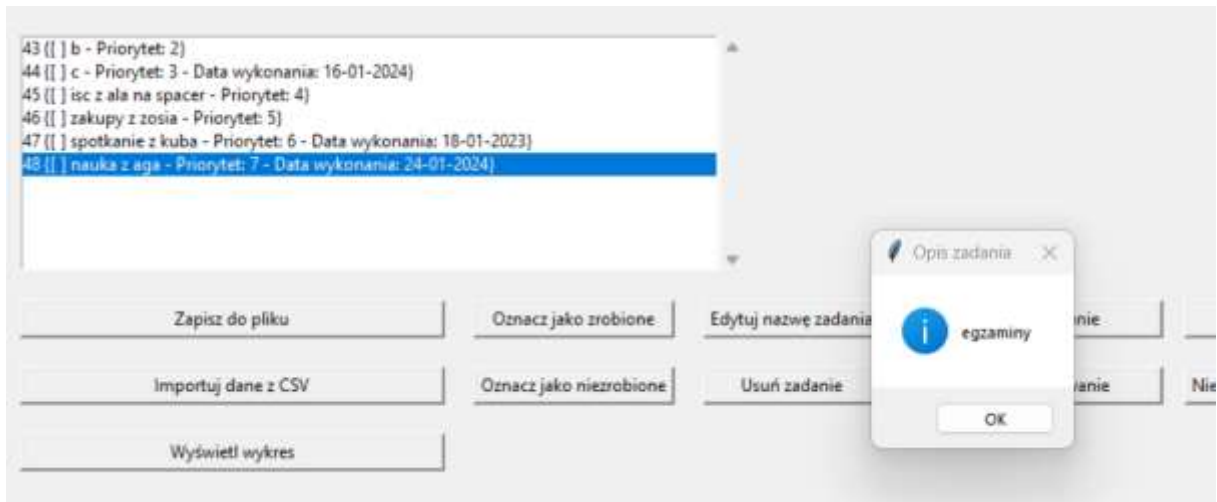 43 {[ ] b - Priorytet: 2}
44 {[ ] c - Priorytet: 3 - Data wykonania: 16-01-2024}
45 {[ ] isc z ala na spacer - Priorytet: 4}
46 {[ ] zakupy z zosia - Priorytet: 5}
47 {[ ] spotkanie z kuba - Priorytet: 6 - Data wykonania: 18-01-2023}
48 {[ ] nauka z aga - Priorytet: 7 - Data wykonania: 24-01-2024}
Opis zadania
egzaminy
OK
Zapisz do pliku
Oznacz jako zrobione
Edytuj nazwę zadania
nie
Importuj dane z CSV
Oznacz jako niezrobione
Usuń zadanie
wanie
Nie
Wyświetl wykres